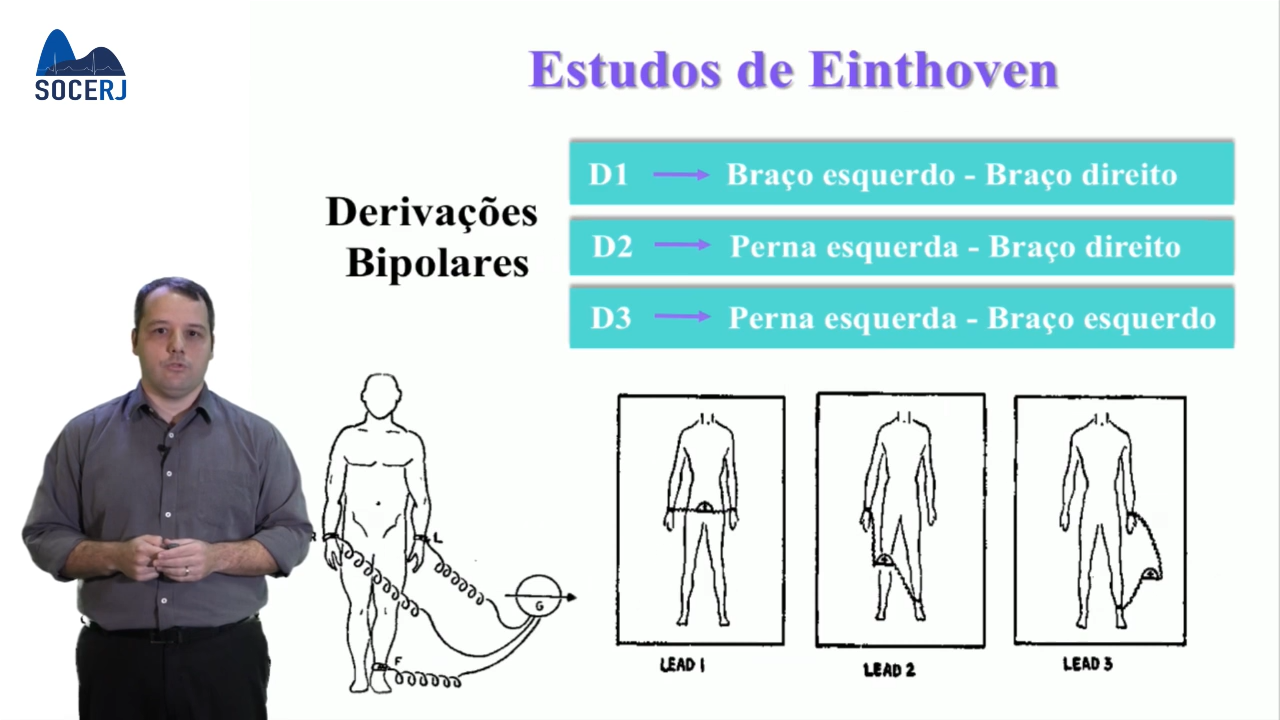 SOCERJ
Estudos de Einthoven
Derivações
Bipolares
D1 Braço esquerdo - Braço direito
D2 Perna esquerda - Braço direito
D3 Perna esquerda - Braço esquerdo
R
L
G
F
LEAD 1
LEAD 2
LEAD 3